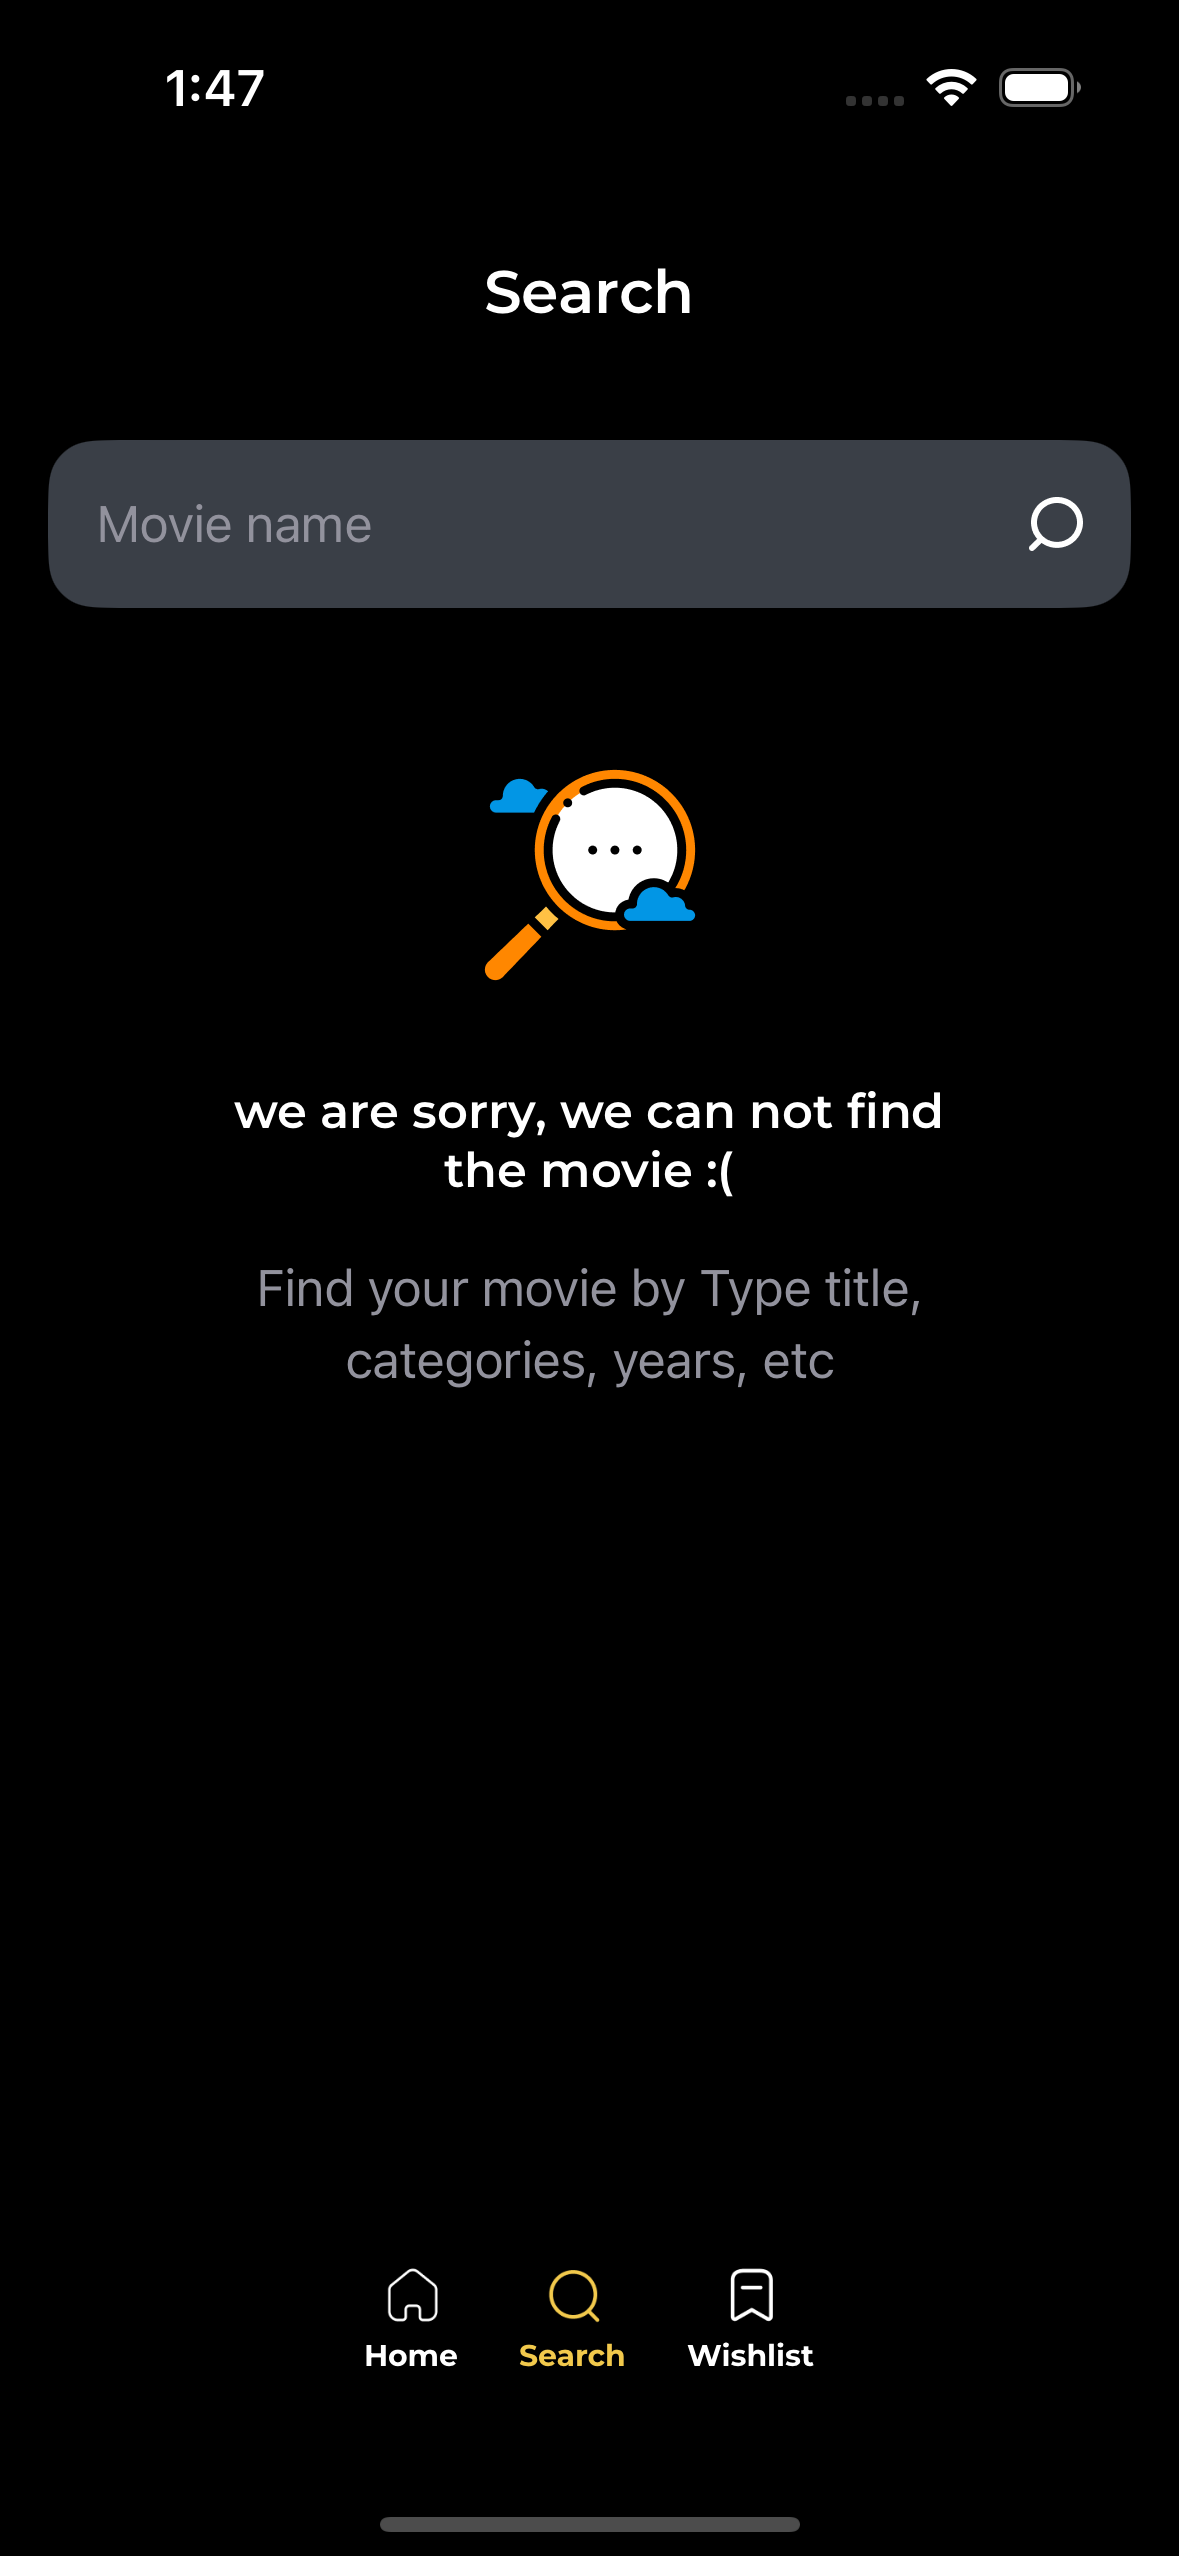 1:47
Search
Movie name
we are sorry, we can not find
the movie :(
Find your movie by Type title,
categories, years, etc
Home Search Wishlist